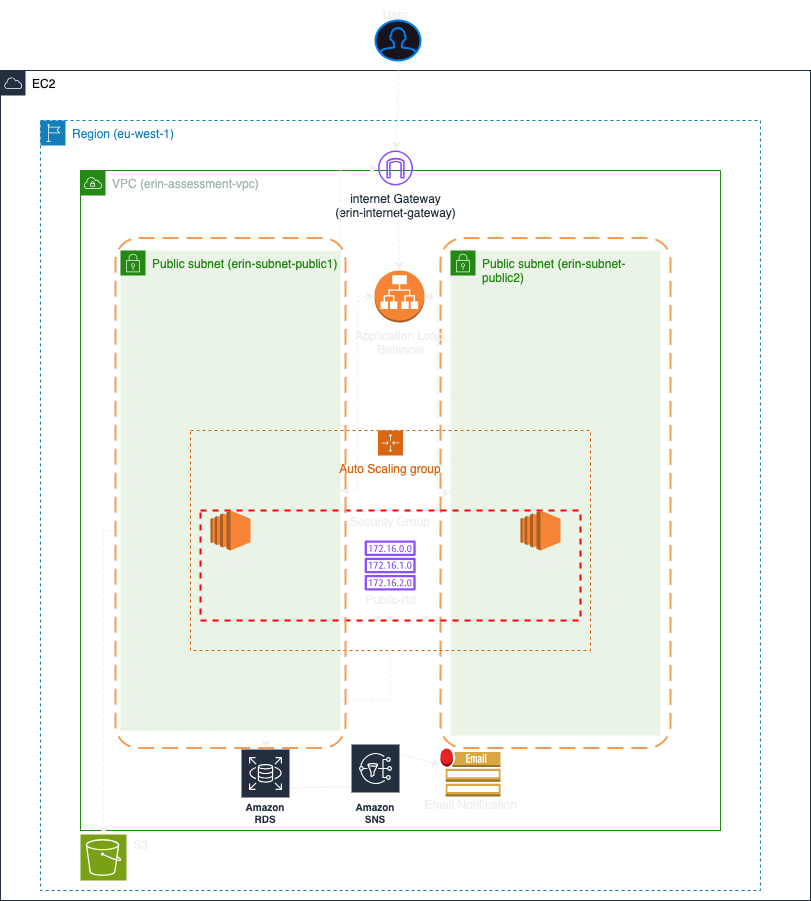 User
EC2
Region (eu-west-1)
VPC (erin-assessment-vpc)
internet Gateway
(erin-internet-gateway)
Public subnet (erin-subnet-public1)
Public subnet (erin-subnet-
public2)
Application Load
Balancer
Auto Scaling group
Security Group
172.16.0.0
172.16.1.0
172.16.2.0
Public-rtd
Email
Amazon
RDS
Amazon
SNS
Email Notification
S3